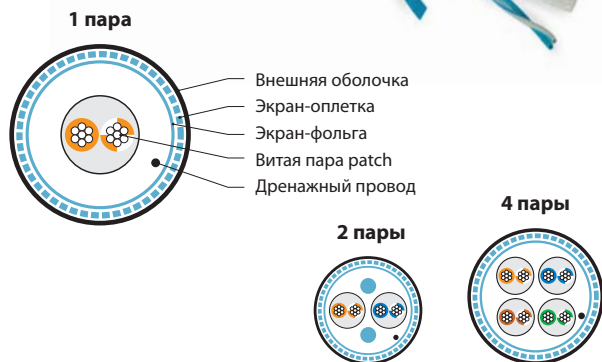 1 пара
Внешняя оболочка
Экран-оплетка
Экран-фольга
Витая пара patch
Дренажный провод
4 пары
2 пары